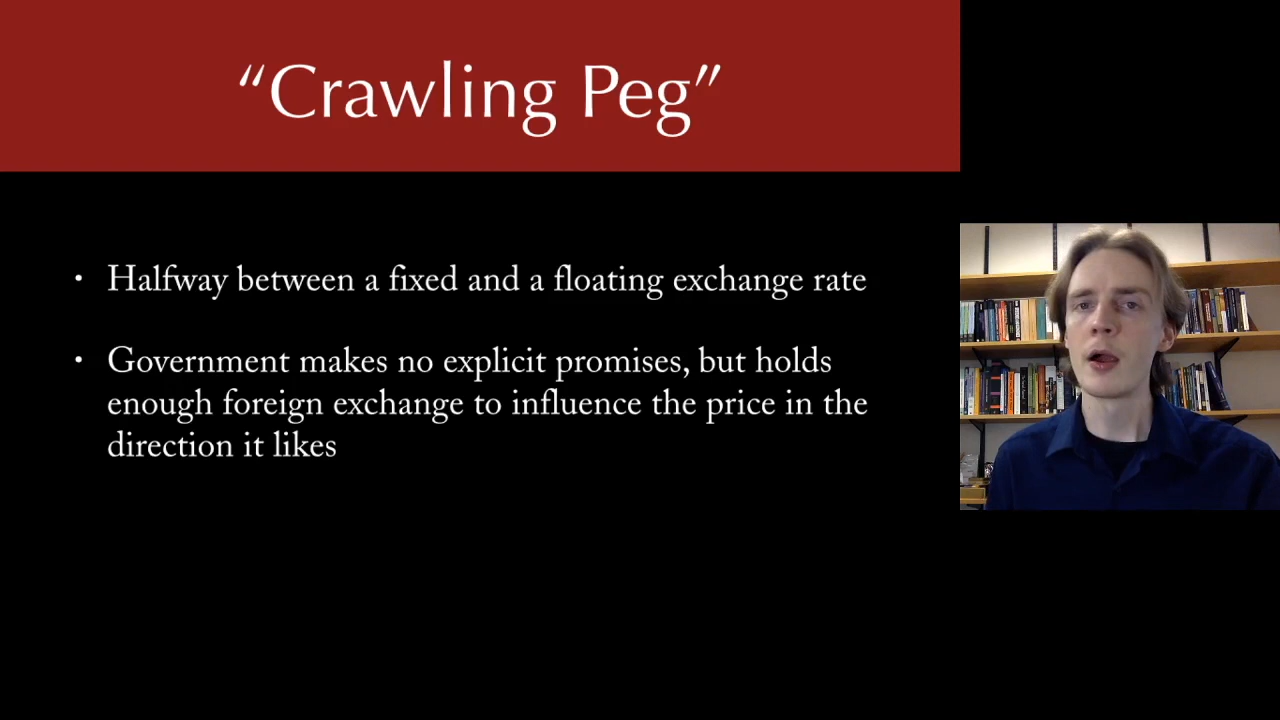 “Crawling Peg”
• Halfway between a fixed and a floating exchange rate
• Government makes no explicit promises, but holds
enough foreign exchange to influence the price in the
direction it likes